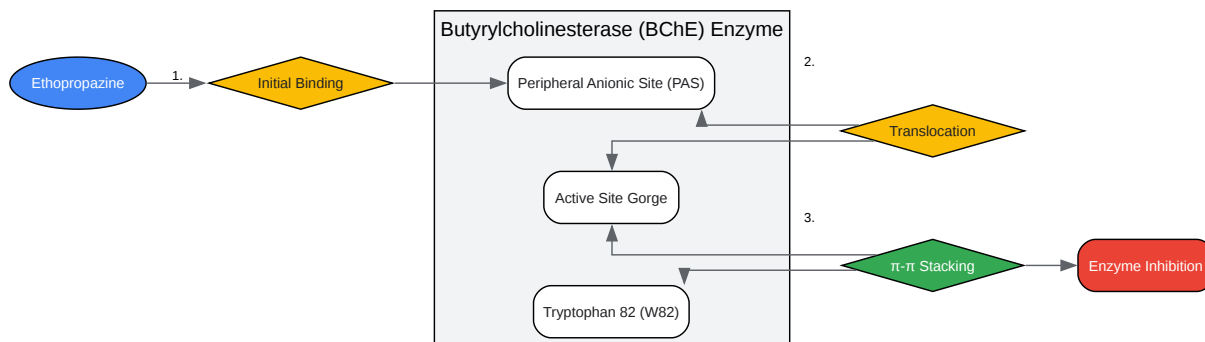 Butyrylcholinesterase (BChE) Enzyme
Ethopropazine
1.
Initial Binding
Peripheral Anionic Site (PAS)
2.
Translocation
Active Site Gorge
3.
π-π Stacking
Enzyme Inhibition
Tryptophan 82 (W82)